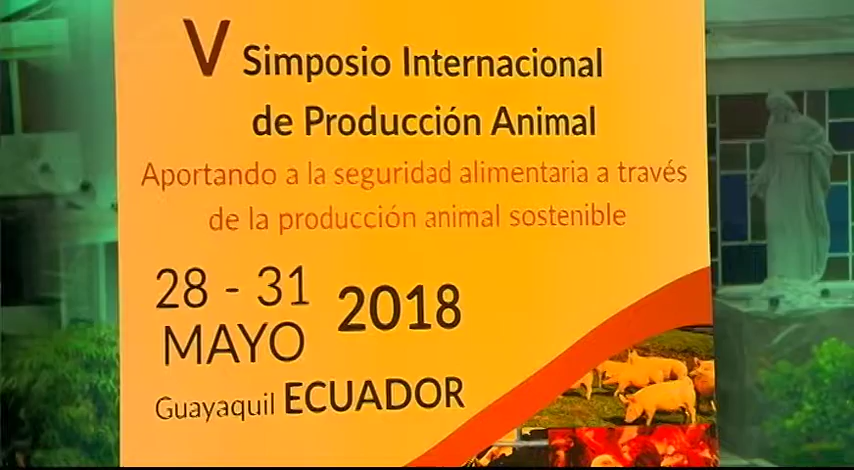 V Simposio Internacional
de Producción Animal
Aportando a la seguridad alimentaria a través
de la producción animal sostenible
28 - 31
MAYO
2018
Guayaquil ECUADOR